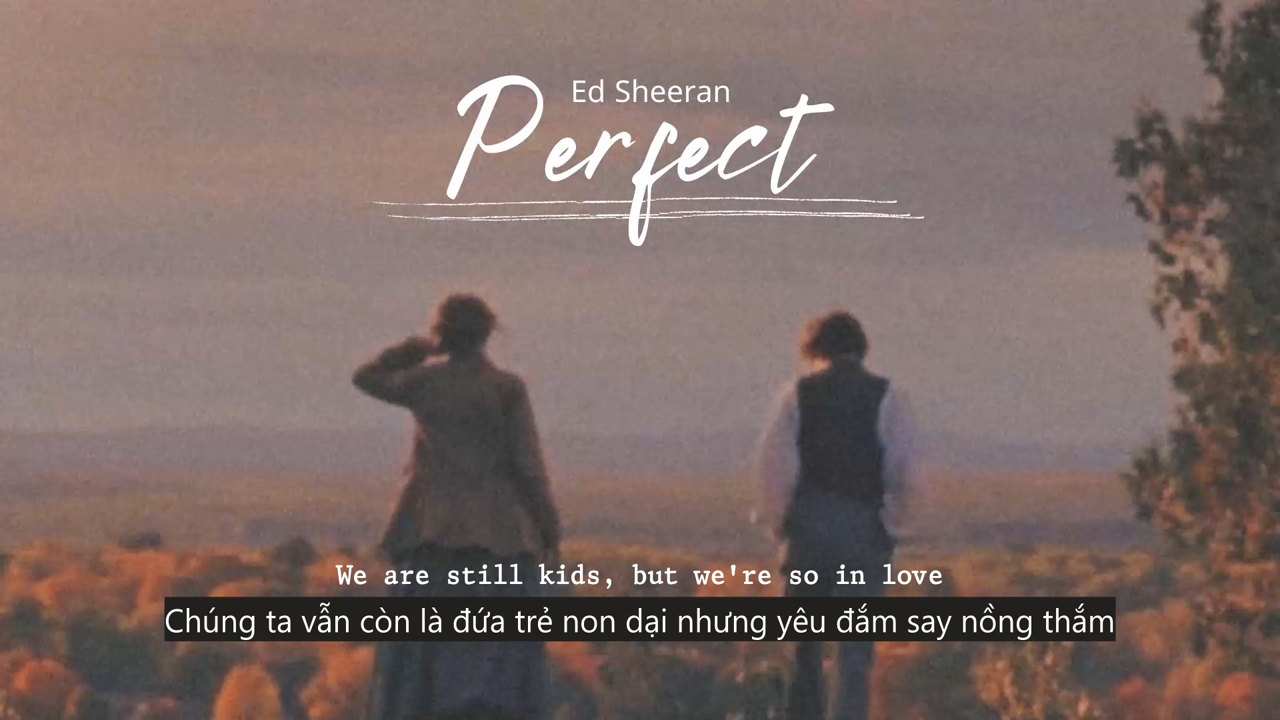 Ed Sheeran
Perfect
We are still kids, but we're so in love
Chúng ta vẫn còn là đứa trẻ non dại nhưng yêu đắm say nồng thắm